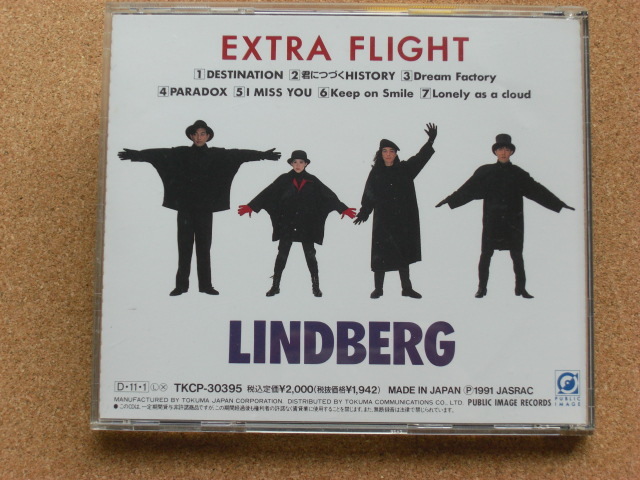 EXTRA FLIGHT
1 DESTINATION 2 君につづくHISTORY 3 Dream Factory
4 PARADOX 5 I MISS YOU 6 Keep on Smile 7 Lonely as a cloud
LINDBERG
D・11・1 L X TKCP-30395 税込定価¥2,000(税抜価格¥1,942) MADE IN JAPAN Ⓟ1991 JASRAC
MANUFACTURED BY TOKUMA JAPAN CORPORATION. DISTRIBUTED BY TOKUMA COMMUNICATIONS CO., LTD. PUBLIC IMAGE RECORDS
PUBLIC IMAGE